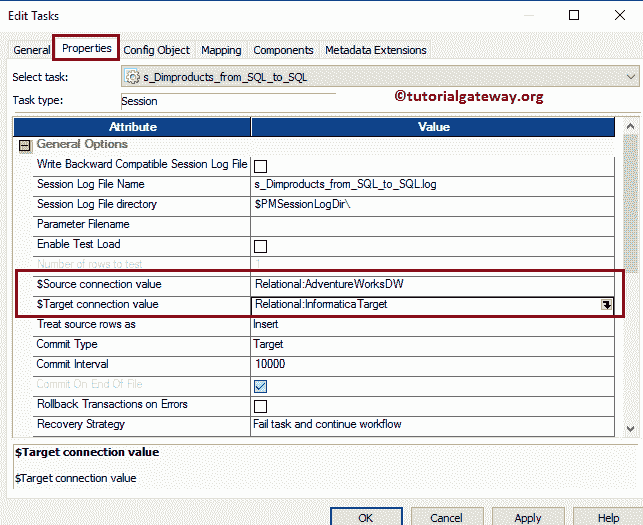 Edit Tasks
General Properties Config Object Mapping Components Metadata Extensions
Select task: s_Dimproducts_from_SQL_to_SQL
©tutorialgateway.org
Task type: Session
Attribute Value
General Options
Write Backward Compatible Session Log File
Session Log File Name s_Dimproducts_from_SQL_to_SQL.log
Session Log File directory $PMSessionLogDir\
Parameter Filename
Enable Test Load
Number of rows to test 1
$Source connection value Relational:AdventureWorksDW
$Target connection value Relational:InformaticaTarget
Treat source rows as Insert
Commit Type Target
Commit Interval 10000
Commit On End Of File
Rollback Transactions on Errors
Recovery Strategy Fail task and continue workflow
$Target connection value
$Target connection value
OK Cancel Apply Help